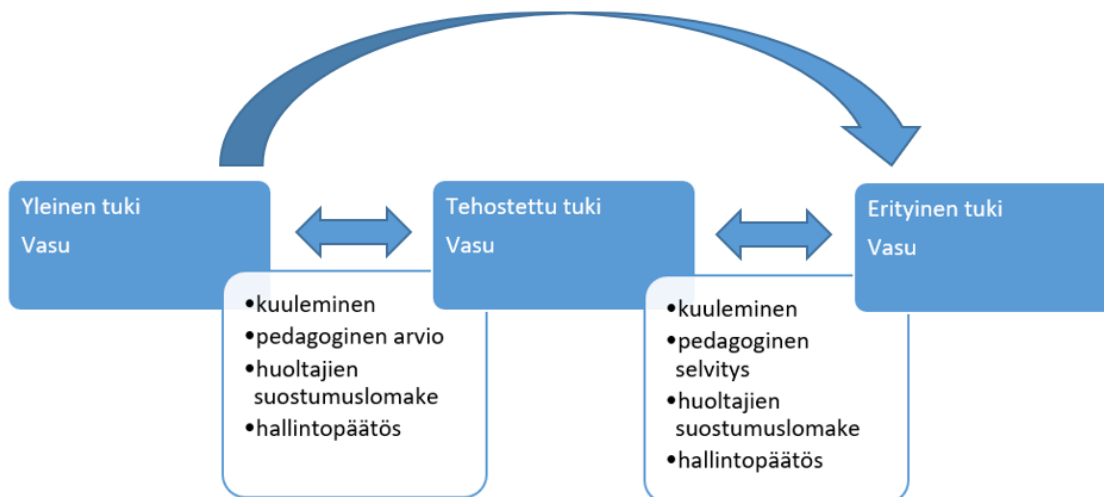 Yleinen tuki
Vasu
•kuuleminen
•pedagoginen arvio
•huoltajien
suostumuslomake
•hallintopäätös
Tehostettu tuki
Vasu
•kuuleminen
•pedagoginen
selvitys
•huoltajien
suostumuslomake
•hallintopäätös
Erityinen tuki
Vasu